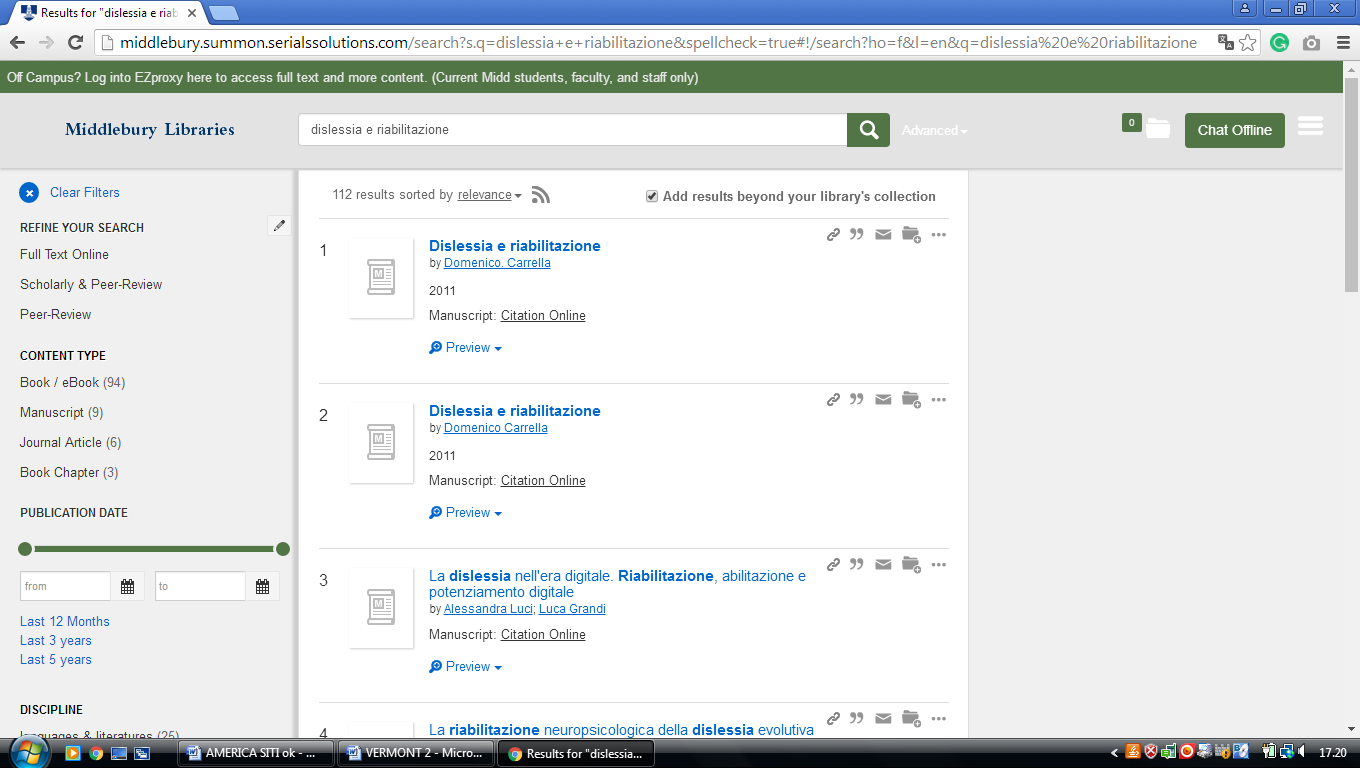 Results for "dislessia e riab
middlebury.summon.serialssolutions.com/search?s.q=dislessia+e+riabilitazione&spellcheck=true#!/search?ho=f&l=en&q=dislessia%20e%20riabilitazione
Off Campus? Log into EZproxy here to access full text and more content. (Current Midd students, faculty, and staff only)
Middlebury Libraries
dislessia e riabilitazione
Advanced
0
Chat Offline
Clear Filters
REFINE YOUR SEARCH
Full Text Online
Scholarly & Peer-Review
Peer-Review
CONTENT TYPE
Book / eBook (94)
Manuscript (9)
Journal Article (6)
Book Chapter (3)
PUBLICATION DATE
from
to
Last 12 Months
Last 3 years
Last 5 years
DISCIPLINE
languages & literatures (25)
112 results sorted by relevance
Add results beyond your library's collection
1
Dislessia e riabilitazione
by Domenico. Carrella
2011
Manuscript: Citation Online
Preview
2
Dislessia e riabilitazione
by Domenico Carrella
2011
Manuscript: Citation Online
Preview
3
La dislessia nell'era digitale. Riabilitazione, abilitazione e
potenziamento digitale
by Alessandra Luci; Luca Grandi
Manuscript: Citation Online
Preview
4
La riabilitazione neuropsicologica della dislessia evolutiva
AMERICA SITI ok - ...
VERMONT 2 - Micro...
Results for "dislessia...
17.20